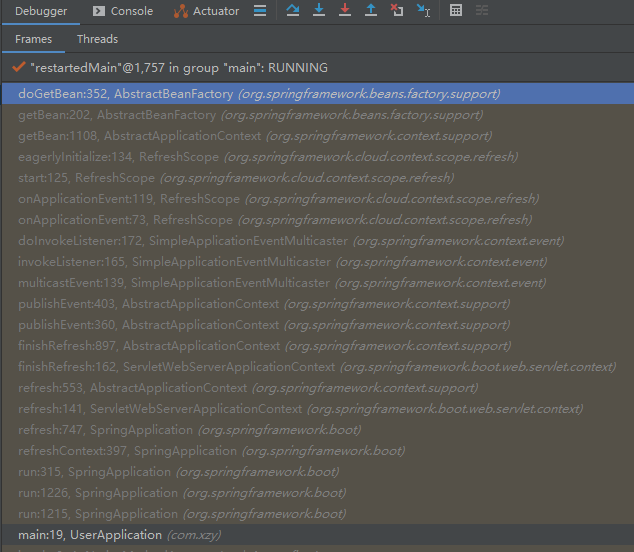 Debugger Console Actuator
Frames Threads
"restartedMain"@1,757 in group "main": RUNNING
doGetBean:352, AbstractBeanFactory (org.springframework.beans.factory.support)
getBean:202, AbstractBeanFactory (org.springframework.beans.factory.support)
getBean:1108, AbstractApplicationContext (org.springframework.context.support)
eagerlyInitialize:134, RefreshScope (org.springframework.cloud.context.scope.refresh)
start:125, RefreshScope (org.springframework.cloud.context.scope.refresh)
onApplicationEvent:119, RefreshScope (org.springframework.cloud.context.scope.refresh)
onApplicationEvent:73, RefreshScope (org.springframework.cloud.context.scope.refresh)
doInvokeListener:172, SimpleApplicationEventMulticaster (org.springframework.context.event)
invokeListener:165, SimpleApplicationEventMulticaster (org.springframework.context.event)
multicastEvent:139, SimpleApplicationEventMulticaster (org.springframework.context.event)
publishEvent:403, AbstractApplicationContext (org.springframework.context.support)
publishEvent:360, AbstractApplicationContext (org.springframework.context.support)
finishRefresh:897, AbstractApplicationContext (org.springframework.context.support)
finishRefresh:162, ServletWebServerApplicationContext (org.springframework.boot.web.servlet.context)
refresh:553, AbstractApplicationContext (org.springframework.context.support)
refresh:141, ServletWebServerApplicationContext (org.springframework.boot.web.servlet.context)
refresh:747, SpringApplication (org.springframework.boot)
refreshContext:397, SpringApplication (org.springframework.boot)
run:315, SpringApplication (org.springframework.boot)
run:1226, SpringApplication (org.springframework.boot)
run:1215, SpringApplication (org.springframework.boot)
main:19, UserApplication (com.xzy)